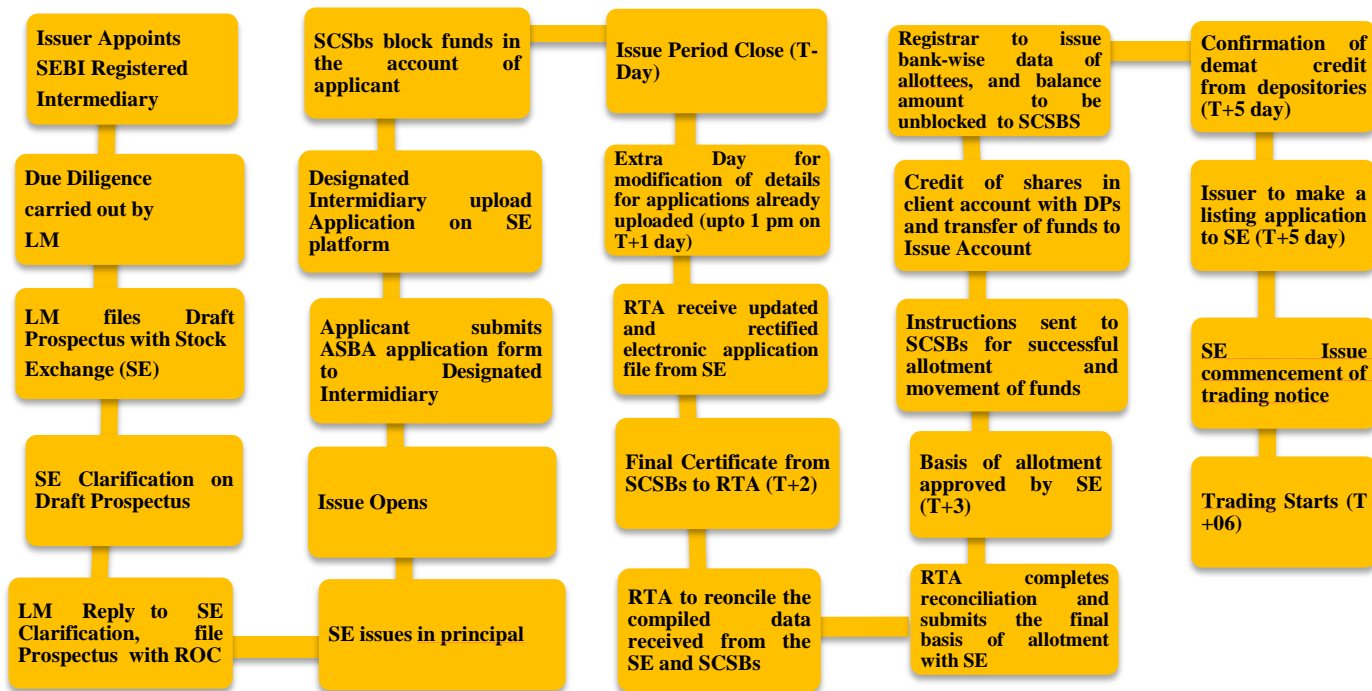 Issuer Appoints
SEBI Registered
Intermediary
Due Diligence
carried out by
LM
LM files Draft
Prospectus with Stock
Exchange (SE)
SE Clarification on
Draft Prospectus
LM Reply to SE
Clarification, file
Prospectus with ROC
SE issues in principal
Issue Opens
Applicant submits
ASBA application form
to Designated
Intermidiary
Designated
Intermidiary upload
Application on SE
platform
SCSbs block funds in
the account of
applicant
Issue Period Close (T-
Day)
Extra Day for
modification of details
for applications already
uploaded (upto 1 pm on
T+1 day)
RTA receive updated
and rectified
electronic application
file from SE
Final Certificate from
SCSBs to RTA (T+2)
RTA to reconcile the
compiled data
received from the
SE and SCSBs
RTA completes
reconciliation and
submits the final
basis of allotment
with SE
Basis of allotment
approved by SE
(T+3)
Instructions sent to
SCSBs for successful
allotment and
movement of funds
Credit of shares in
client account with DPs
and transfer of funds to
Issue Account
Registrar to issue
bank-wise data of
allottees, and balance
amount to be
unblocked to SCSBS
Confirmation of
demat credit
from depositories
(T+5 day)
Issuer to make a
listing application
to SE (T+5 day)
SE Issue
commencement of
trading notice
Trading Starts (T
+06)